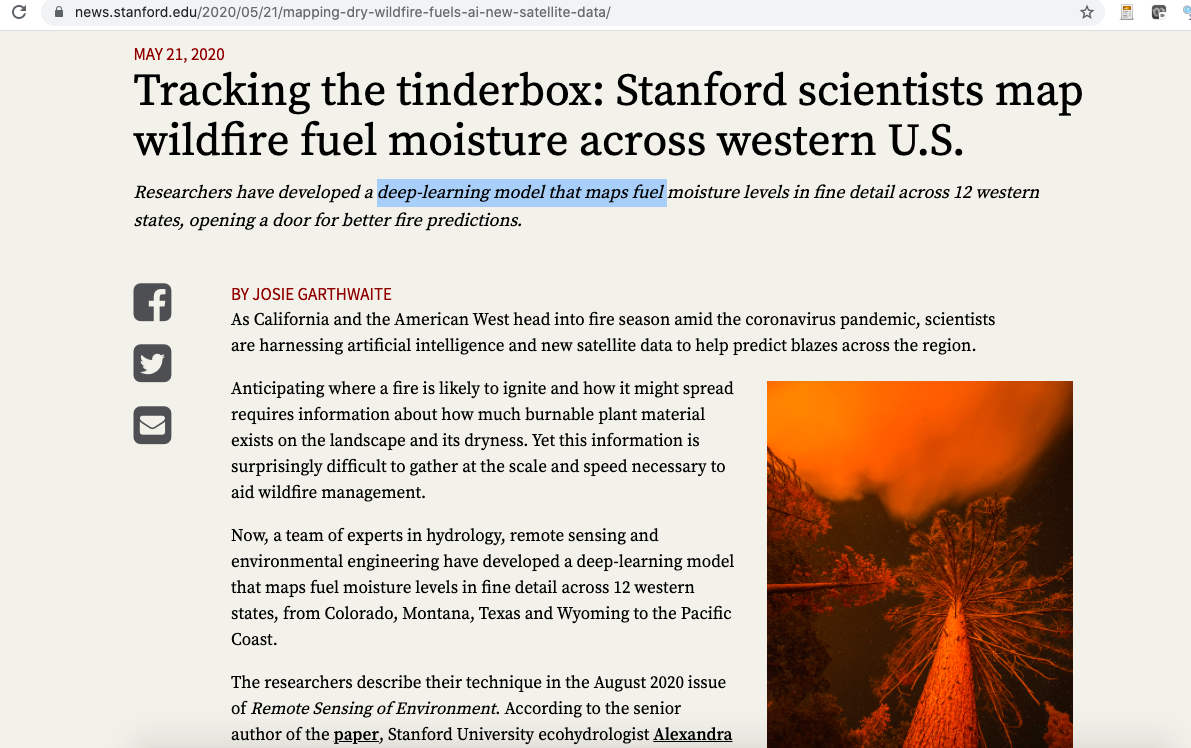 news.stanford.edu/2020/05/21/mapping-dry-wildfire-fuels-ai-new-satellite-data/
MAY 21, 2020
Tracking the tinderbox: Stanford scientists map
wildfire fuel moisture across western U.S.
Researchers have developed a deep-learning model that maps fuel moisture levels in fine detail across 12 western
states, opening a door for better fire predictions.
BY JOSIE GARTHWAITE
As California and the American West head into fire season amid the coronavirus pandemic, scientists
are harnessing artificial intelligence and new satellite data to help predict blazes across the region.
Anticipating where a fire is likely to ignite and how it might spread
requires information about how much burnable plant material
exists on the landscape and its dryness. Yet this information is
surprisingly difficult to gather at the scale and speed necessary to
aid wildfire management.
Now, a team of experts in hydrology, remote sensing and
environmental engineering have developed a deep-learning model
that maps fuel moisture levels in fine detail across 12 western
states, from Colorado, Montana, Texas and Wyoming to the Pacific
Coast.
The researchers describe their technique in the August 2020 issue
of Remote Sensing of Environment. According to the senior
author of the paper, Stanford University ecohydrologist Alexandra